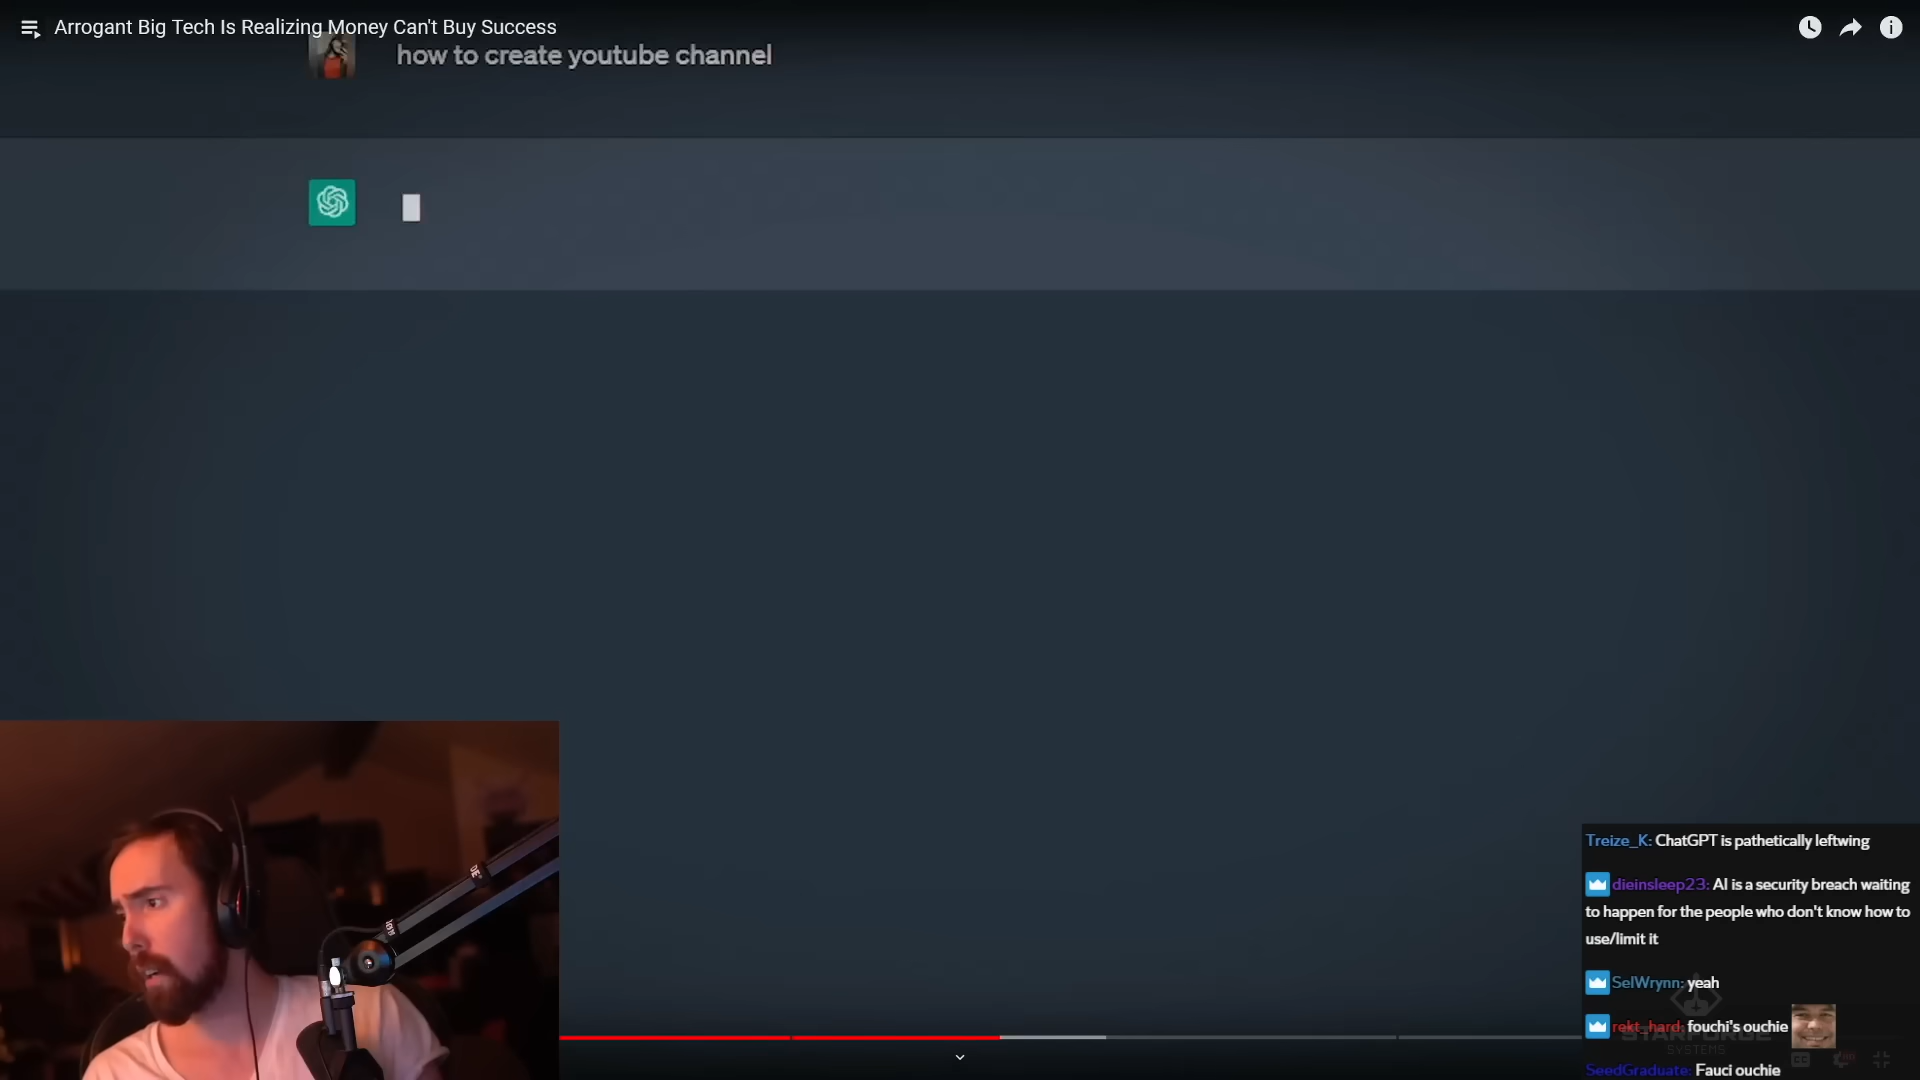 Arrogant Big Tech Is Realizing Money Can't Buy Success
how to create youtube channel
Treize_K: ChatGPT is pathetically leftwing
dieinsleep23: AI is a security breach waiting
to happen for the people who don't know how to
use/limit it
SelWrynn: yeah
rekt_hard: fouchi's ouchie
STARFORGE
SYSTEMS
SeedGraduate: Fauci ouchie